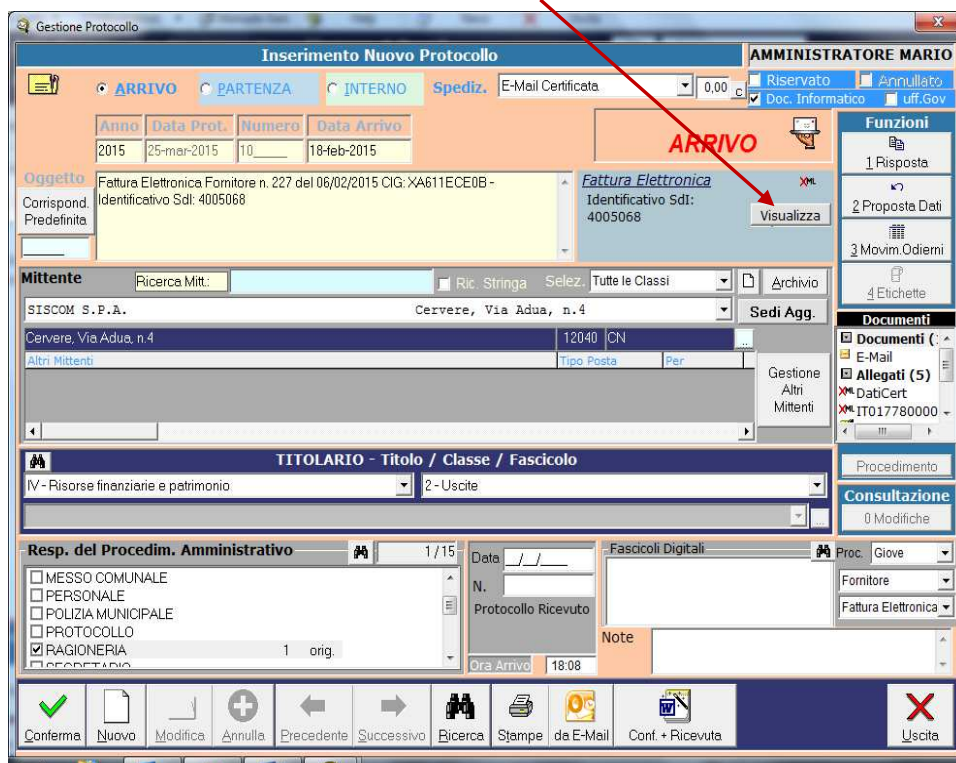 Gestione Protocollo
Inserimento Nuovo Protocollo
AMMINISTRATORE MARIO
ARRIVO PARTENZA INTERNO Spediz. E-Mail Certificata 0,00 c
Riservato Annullato
Doc. Informatico uff.Gov
Anno Data Prot. Numero Data Arrivo
2015 25-mar-2015 10____ 18-feb-2015
ARRIVO
Funzioni
1 Risposta
2 Proposta Dati
3 Movim.Odierni
4 Etichette
Oggetto
Corrispond. Predefinita
Fattura Elettronica Fornitore n. 227 del 06/02/2015 CIG: XA611ECE0B -
Identificativo SdI: 4005068
Fattura Elettronica
Identificativo SdI:
4005068
XML
Visualizza
Mittente Ricerca Mitt.: Ric. Stringa Selez. Tutte le Classi Archivio
SISCOM S.P.A. Cervere, Via Adua, n.4 Sedi Agg.
Cervere, Via Adua, n.4 12040 CN ..
Altri Mittenti Tipo Posta Per
Gestione
Altri
Mittenti
Documenti
Documenti (
E-Mail
Allegati (5)
XML DatiCert
XML IT017780000
TITOLARIO - Titolo / Classe / Fascicolo
IV - Risorse finanziarie e patrimonio 2 - Uscite
...
Procedimento
Consultazione
0 Modifiche
Resp. del Procedim. Amministrativo 1 / 15
MESSO COMUNALE
PERSONALE
POLIZIA MUNICIPALE
PROTOCOLLO
RAGIONERIA 1 orig.
SEGRETARIO
Data __/__/____
N.
Protocollo Ricevuto
Ora Arrivo 18:08
Fascicoli Digitali
Note
Proc. Giove
Fornitore
Fattura Elettronica
Conferma Nuovo Modifica Annulla Precedente Successivo Ricerca Stampe da E-Mail Conf. + Ricevuta Uscita